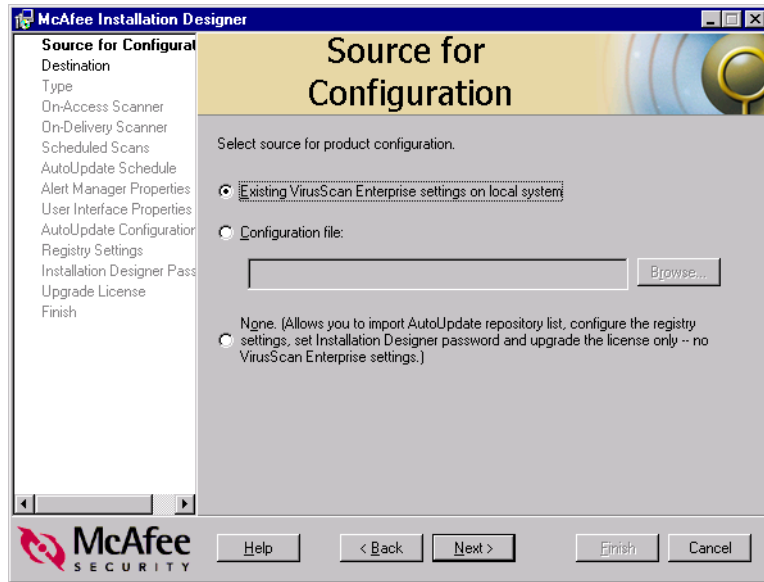 McAfee Installation Designer
Source for Configurat
Destination
Type
On-Access Scanner
On-Delivery Scanner
Scheduled Scans
AutoUpdate Schedule
Alert Manager Properties
User Interface Properties
AutoUpdate Configuration
Registry Settings
Installation Designer Pass
Upgrade License
Finish
Source for
Configuration
Select source for product configuration.
Existing VirusScan Enterprise settings on local system
Configuration file:
Browse...
None. (Allows you to import AutoUpdate repository list, configure the registry
settings, set Installation Designer password and upgrade the license only -- no
VirusScan Enterprise settings.)
McAfee
SECURITY
Help
< Back
Next >
Finish
Cancel